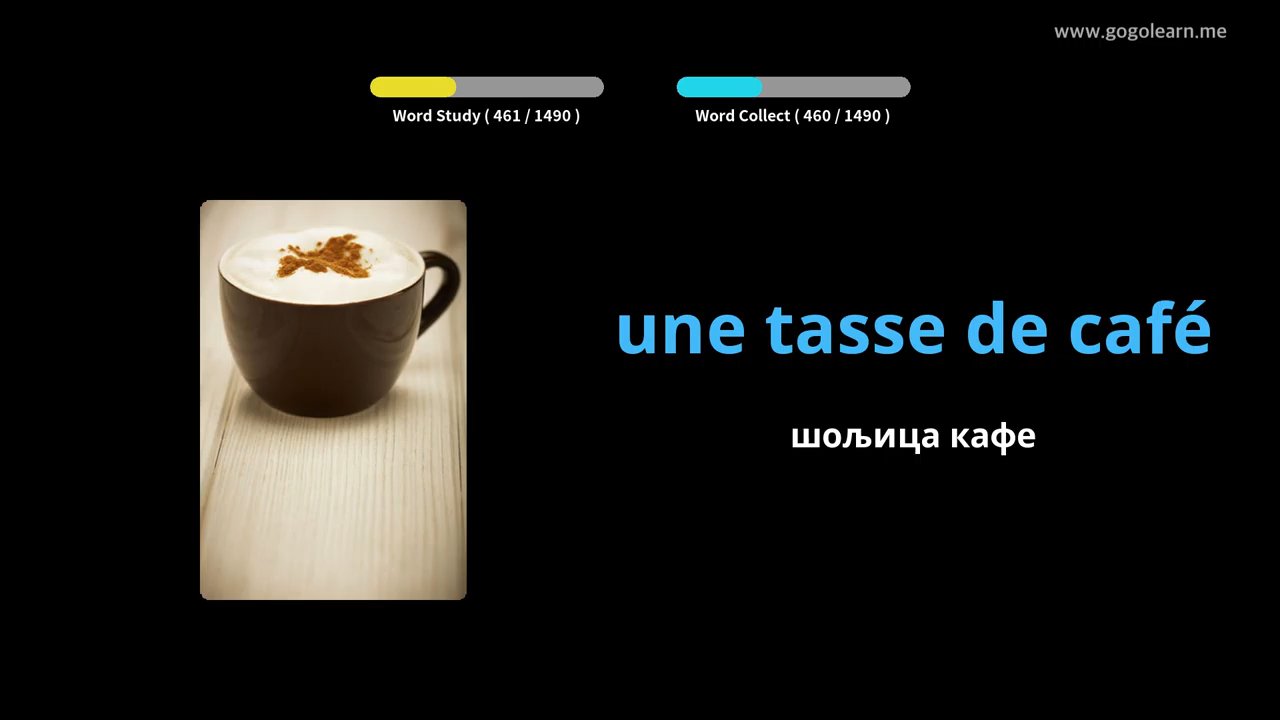 www.gogolearn.me
Word Study ( 461 / 1490 )
Word Collect ( 460 / 1490 )
une tasse de café
шољица кафе